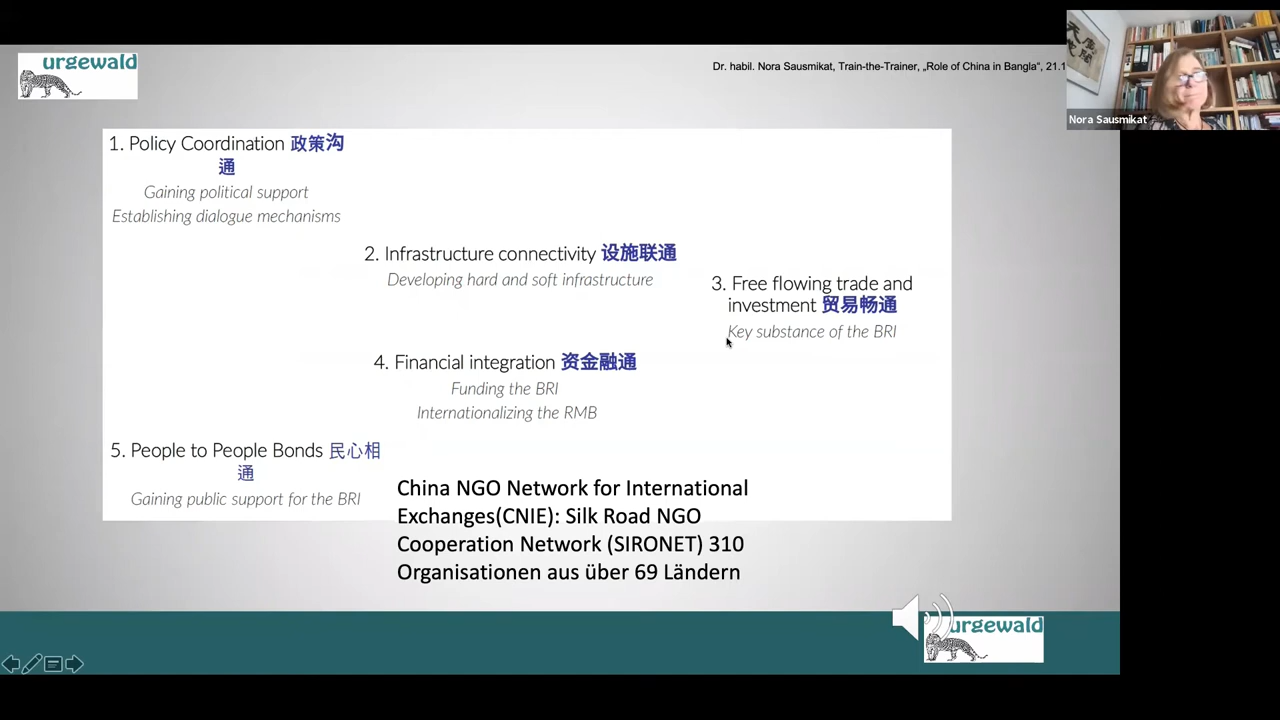 urgewald
Dr. habil. Nora Sausmikat, Train-the-Trainer, „Role of China in Bangla“, 21.1
Nora Sausmikat
1. Policy Coordination 政策沟
通
Gaining political support
Establishing dialogue mechanisms
2. Infrastructure connectivity 设施联通
Developing hard and soft infrastructure
3. Free flowing trade and
investment 贸易畅通
Key substance of the BRI
4. Financial integration 资金融通
Funding the BRI
Internationalizing the RMB
5. People to People Bonds 民心相
通
Gaining public support for the BRI
China NGO Network for International
Exchanges(CNIE): Silk Road NGO
Cooperation Network (SIRONET) 310
Organisationen aus über 69 Ländern
urgewald